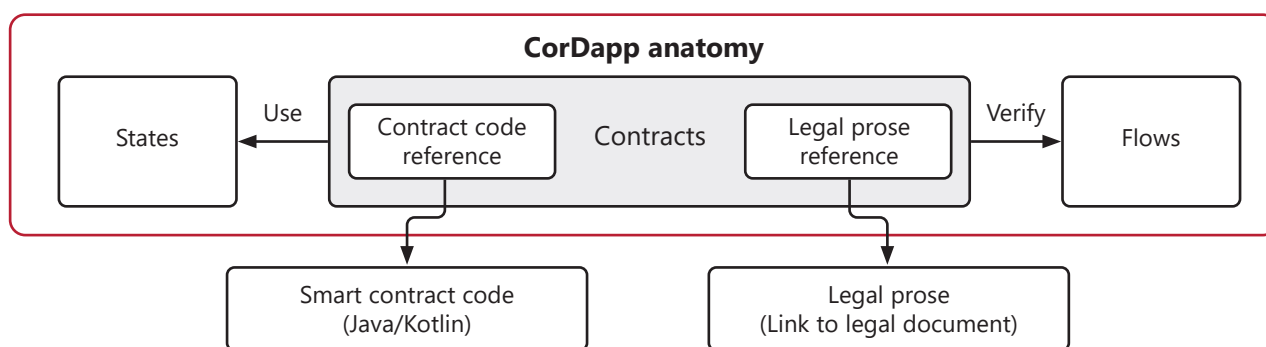 CorDapp anatomy
States
Use
Contract code
reference
Contracts
Legal prose
reference
Verify
Flows
Smart contract code
(Java/Kotlin)
Legal prose
(Link to legal document)